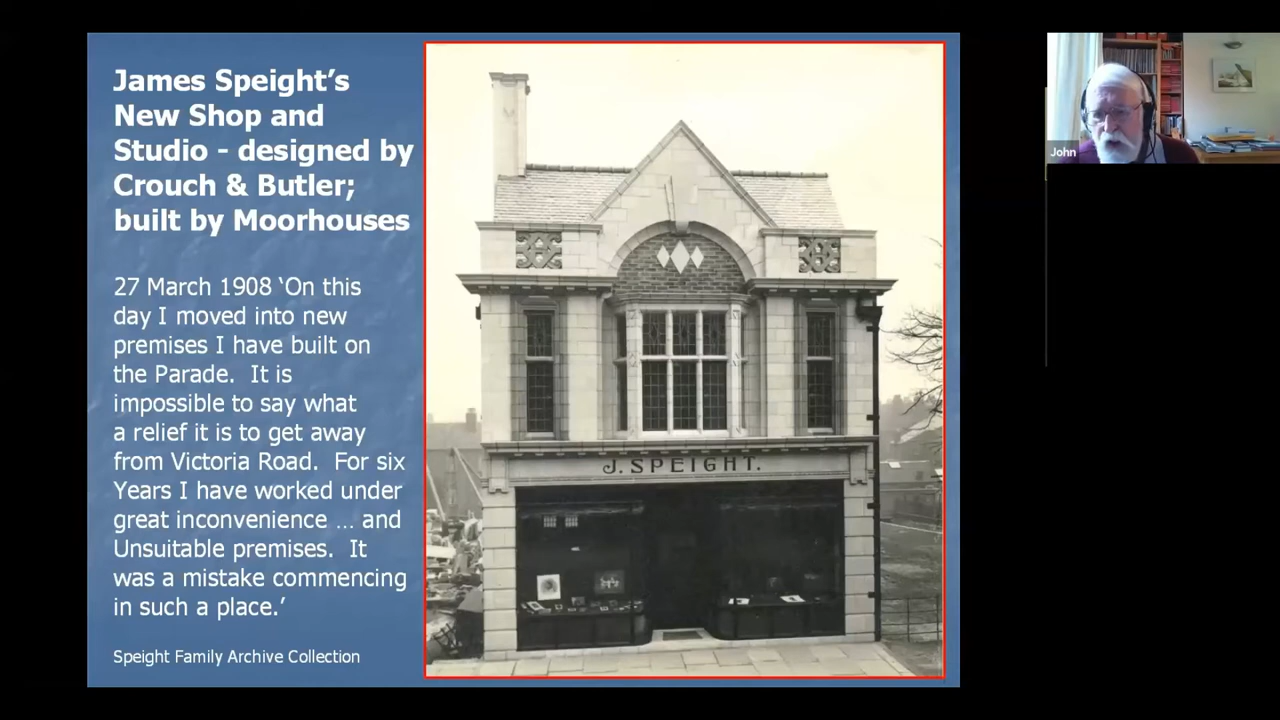 James Speight’s
New Shop and
Studio - designed by
Crouch & Butler;
built by Moorhouses
27 March 1908 ‘On this
day I moved into new
premises I have built on
the Parade.  It is
impossible to say what
a relief it is to get away
from Victoria Road.  For six
Years I have worked under
great inconvenience … and
Unsuitable premises.  It
was a mistake commencing
in such a place.’
Speight Family Archive Collection
J. SPEIGHT.
John